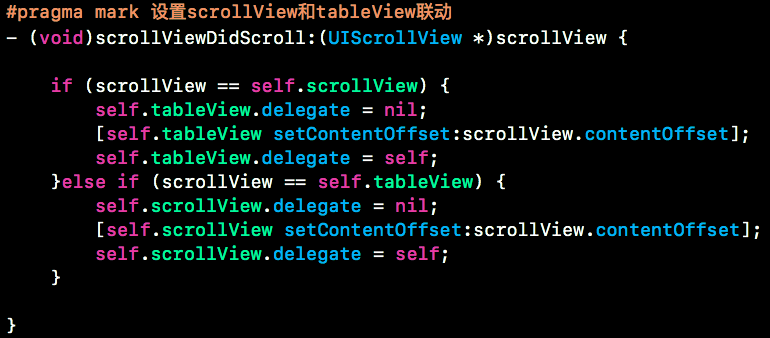 #pragma mark 设置scrollView和tableView联动
- (void)scrollViewDidScroll:(UIScrollView *)scrollView {
if (scrollView == self.scrollView) {
self.tableView.delegate = nil;
[self.tableView setContentOffset:scrollView.contentOffset];
self.tableView.delegate = self;
}else if (scrollView == self.tableView) {
self.scrollView.delegate = nil;
[self.scrollView setContentOffset:scrollView.contentOffset];
self.scrollView.delegate = self;
}
}